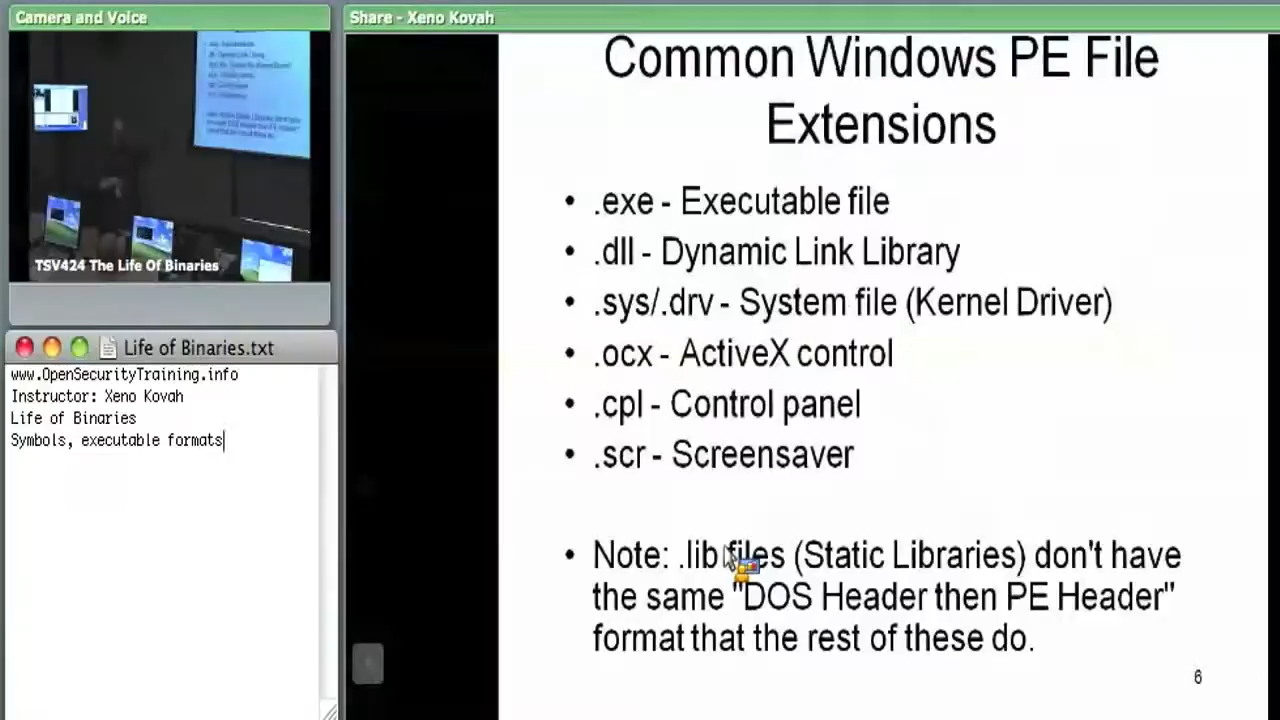 Camera and Voice
TSV424 The Life Of Binaries
Life of Binaries.txt
www.OpenSecurityTraining.info
Instructor: Xeno Kovah
Life of Binaries
Symbols, executable formats
Share - Xeno Kovah
Common Windows PE File
Extensions
• .exe - Executable file
• .dll - Dynamic Link Library
• .sys/.drv - System file (Kernel Driver)
• .ocx - ActiveX control
• .cpl - Control panel
• .scr - Screensaver
• Note: .lib files (Static Libraries) don't have
the same "DOS Header then PE Header"
format that the rest of these do.
6